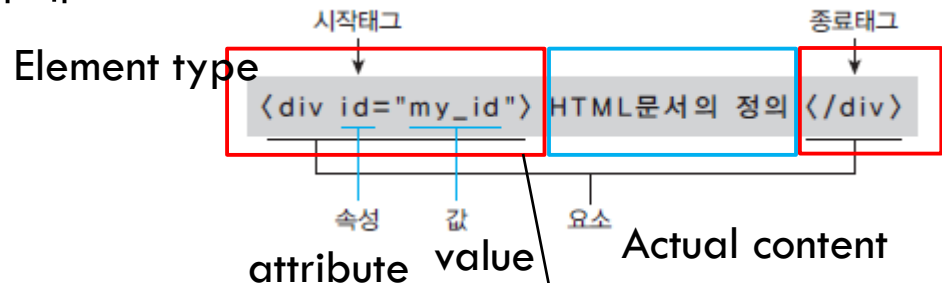 시작태그 종료태그
Element type
〈div id="my_id"〉 HTML문서의 정의 〈/div〉
속성 값 요소
attribute value Actual content